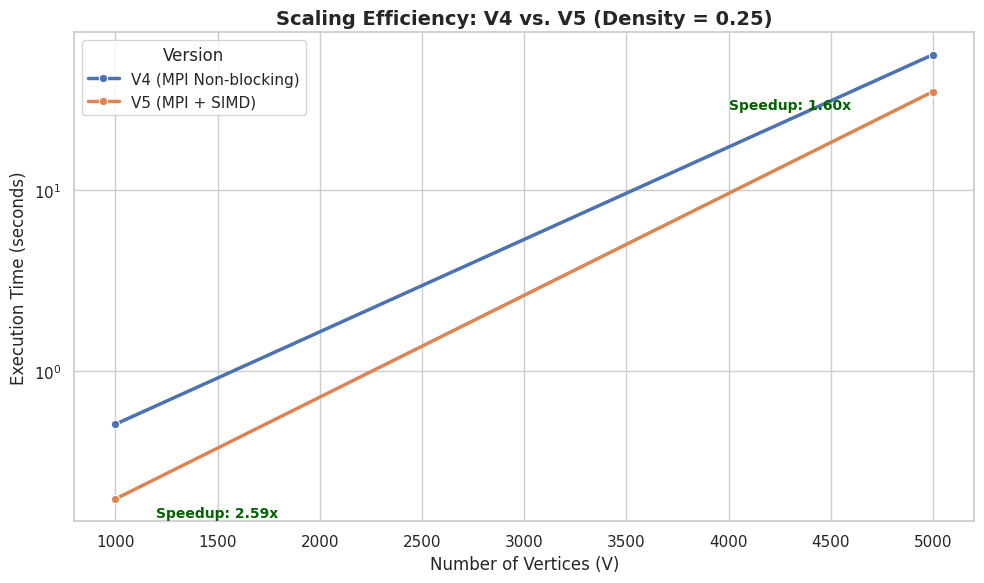 Scaling Efficiency: V4 vs. V5 (Density = 0.25)
Version
V4 (MPI Non-blocking)
V5 (MPI + SIMD)
Speedup: 1.60x
Speedup: 2.59x
Execution Time (seconds)
10¹
10⁰
1000 1500 2000 2500 3000 3500 4000 4500 5000
Number of Vertices (V)